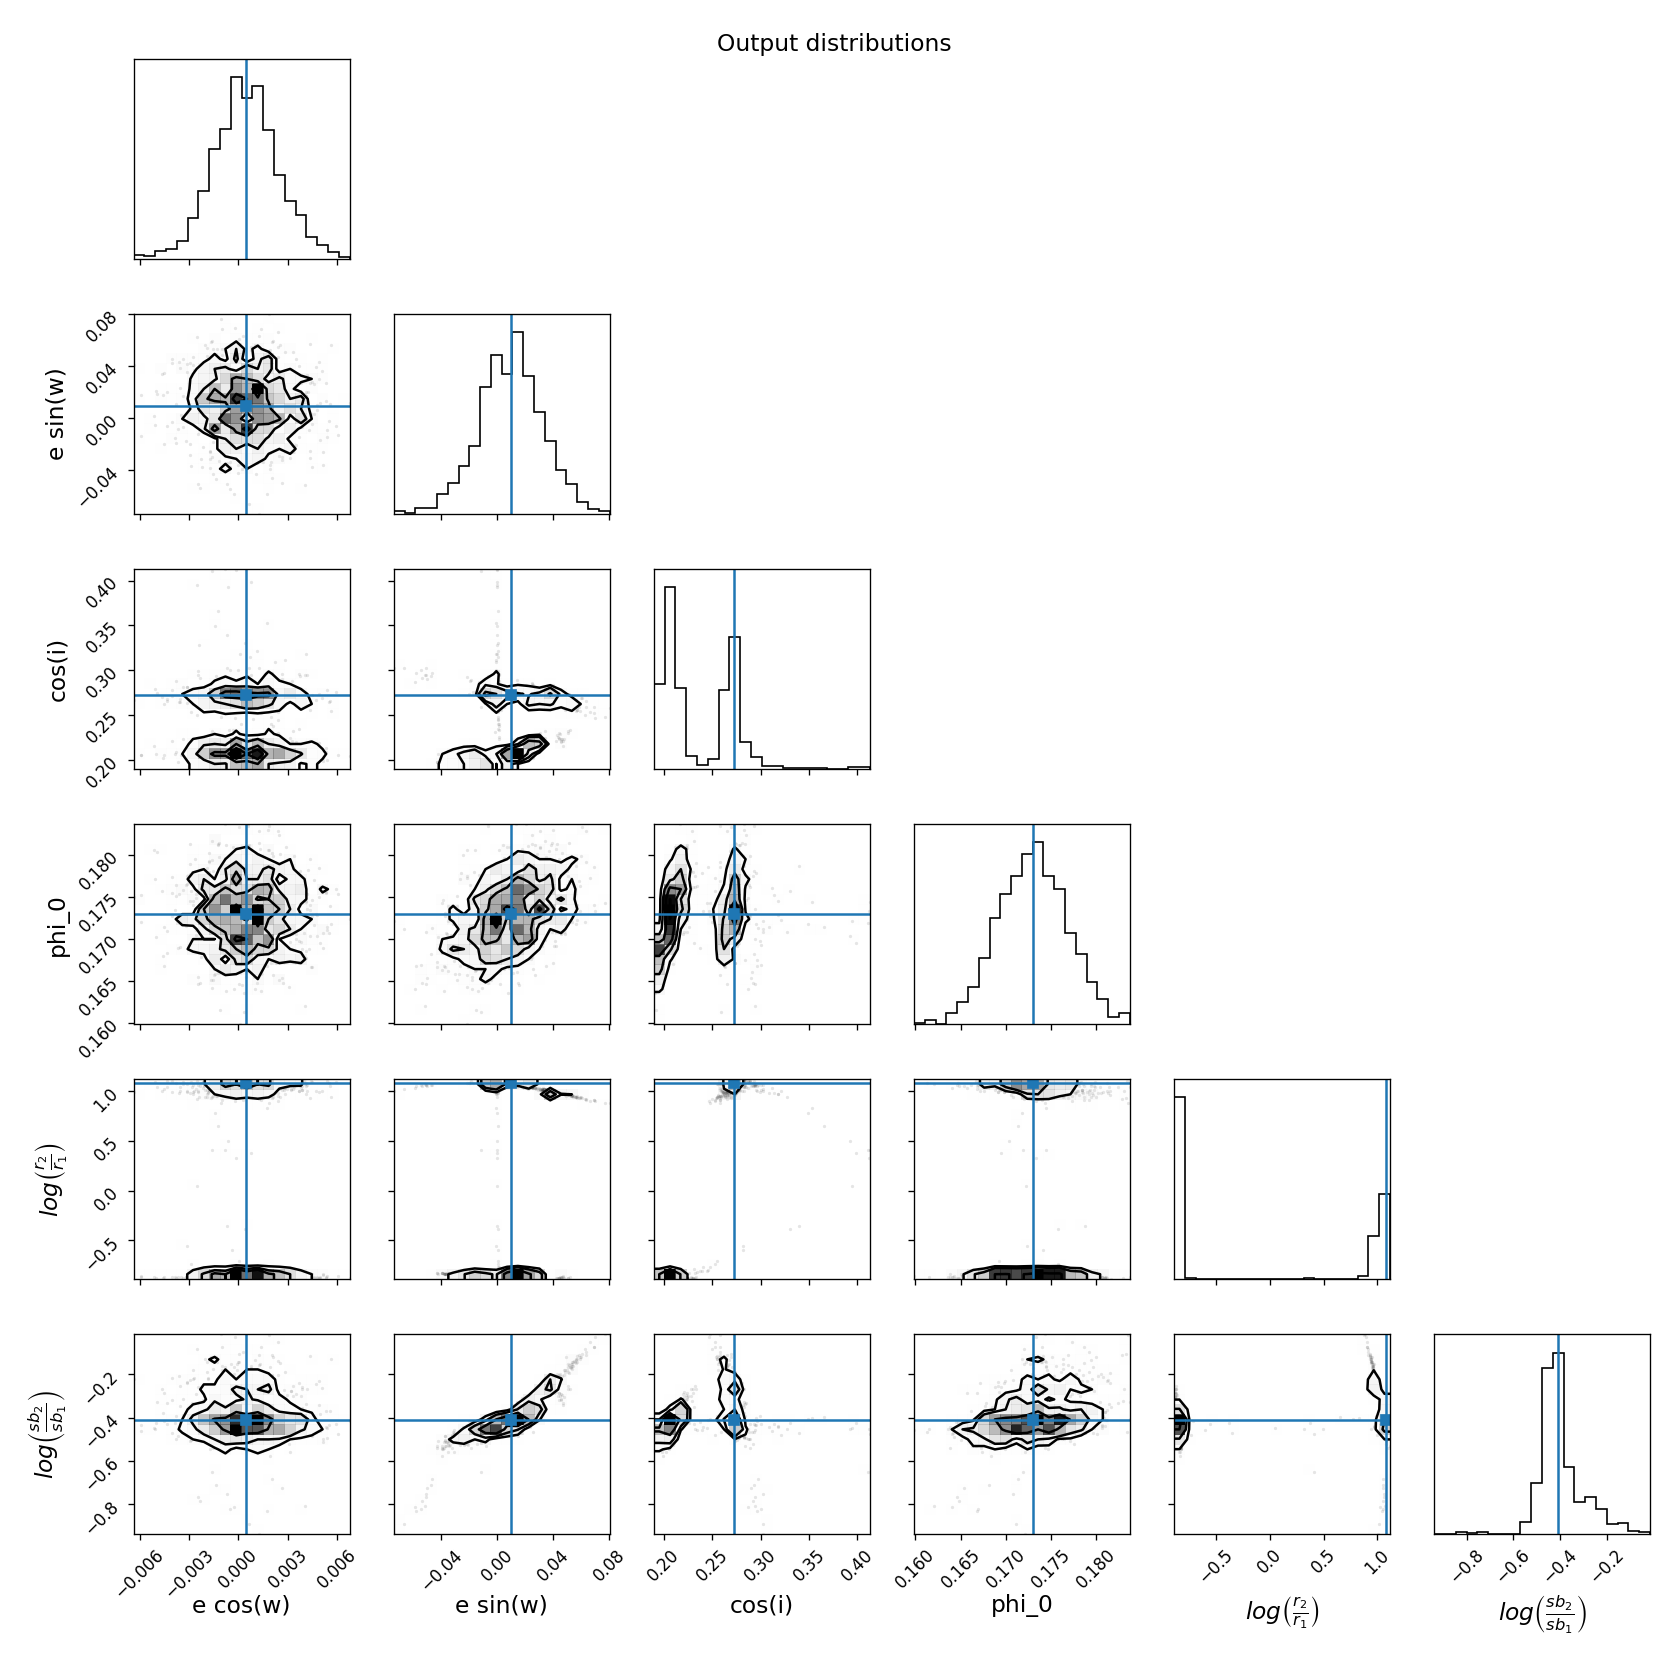 Output distributions
0.08
0.04
0.00
−0.04
e sin(w)
0.40
0.35
0.30
0.25
0.20
cos(i)
0.180
0.175
0.170
0.165
0.160
phi_0
1.0
0.5
0.0
−0.5
log(r₂/r₁)
−0.2
−0.4
−0.6
−0.8
log(sb₂/sb₁)
−0.006 −0.003 0.000 0.003 0.006 −0.04 0.00 0.04 0.08 0.20 0.25 0.30 0.35 0.40 0.160 0.165 0.170 0.175 0.180 −0.5 0.0 0.5 1.0 −0.8 −0.6 −0.4 −0.2
e cos(w) e sin(w) cos(i) phi_0 log(r₂/r₁) log(sb₂/sb₁)